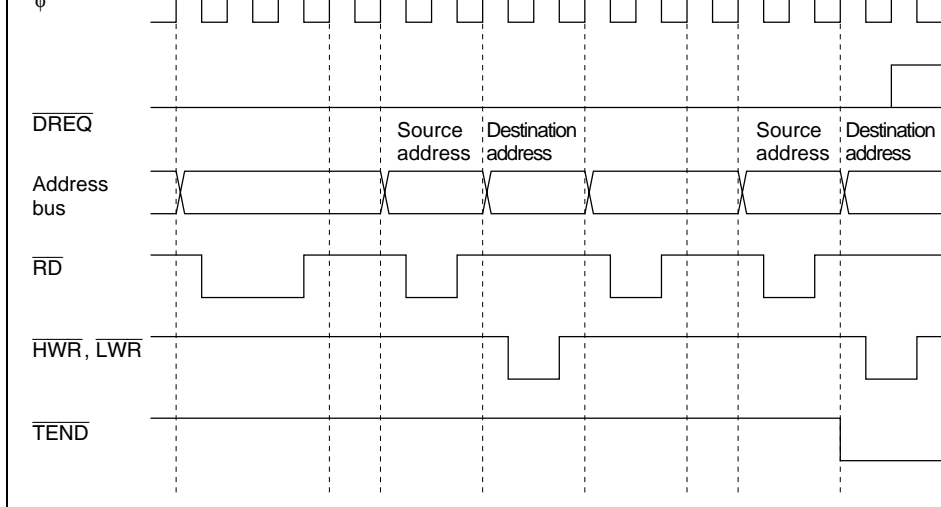 φ
DREQ
Source Destination
address address
Source Destination
address address
Address
bus
RD
HWR, LWR
TEND